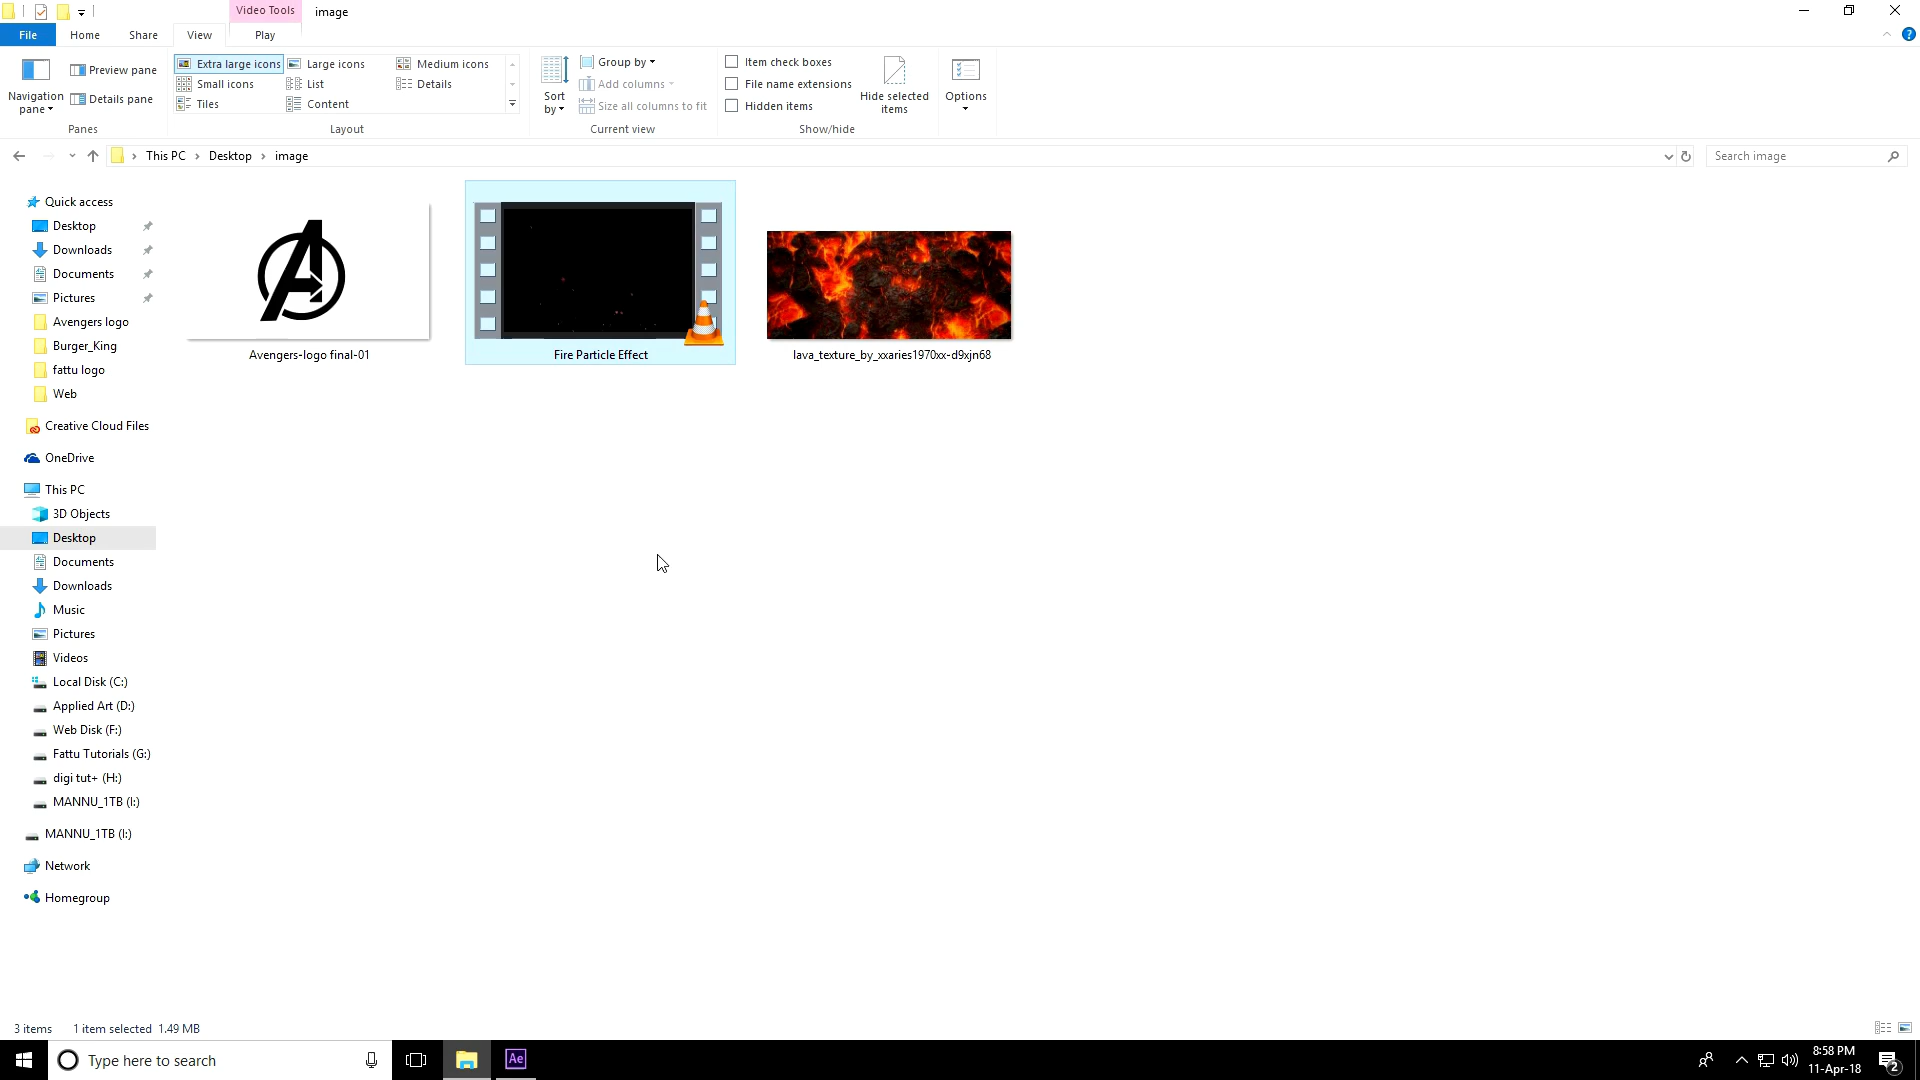 Video Tools
image
File
Home
Share
View
Play
Navigation pane
Preview pane
Details pane
Panes
Extra large icons
Large icons
Medium icons
Small icons
List
Details
Tiles
Content
Layout
Sort by
Group by
Add columns
Size all columns to fit
Current view
Item check boxes
File name extensions
Hidden items
Hide selected items
Show/hide
Options
This PC
Desktop
image
Search image
Quick access
Desktop
Downloads
Documents
Pictures
Avengers logo
Burger_King
fattu logo
Web
Creative Cloud Files
OneDrive
This PC
3D Objects
Desktop
Documents
Downloads
Music
Pictures
Videos
Local Disk (C:)
Applied Art (D:)
Web Disk (F:)
Fattu Tutorials (G:)
digi tut+ (H:)
MANNU_1TB (I:)
MANNU_1TB (I:)
Network
Homegroup
Avengers-logo final-01
Fire Particle Effect
lava_texture_by_xxaries1970xx-d9xjn68
3 items
1 item selected 1.49 MB
Type here to search
Ae
8:58 PM
11-Apr-18
2